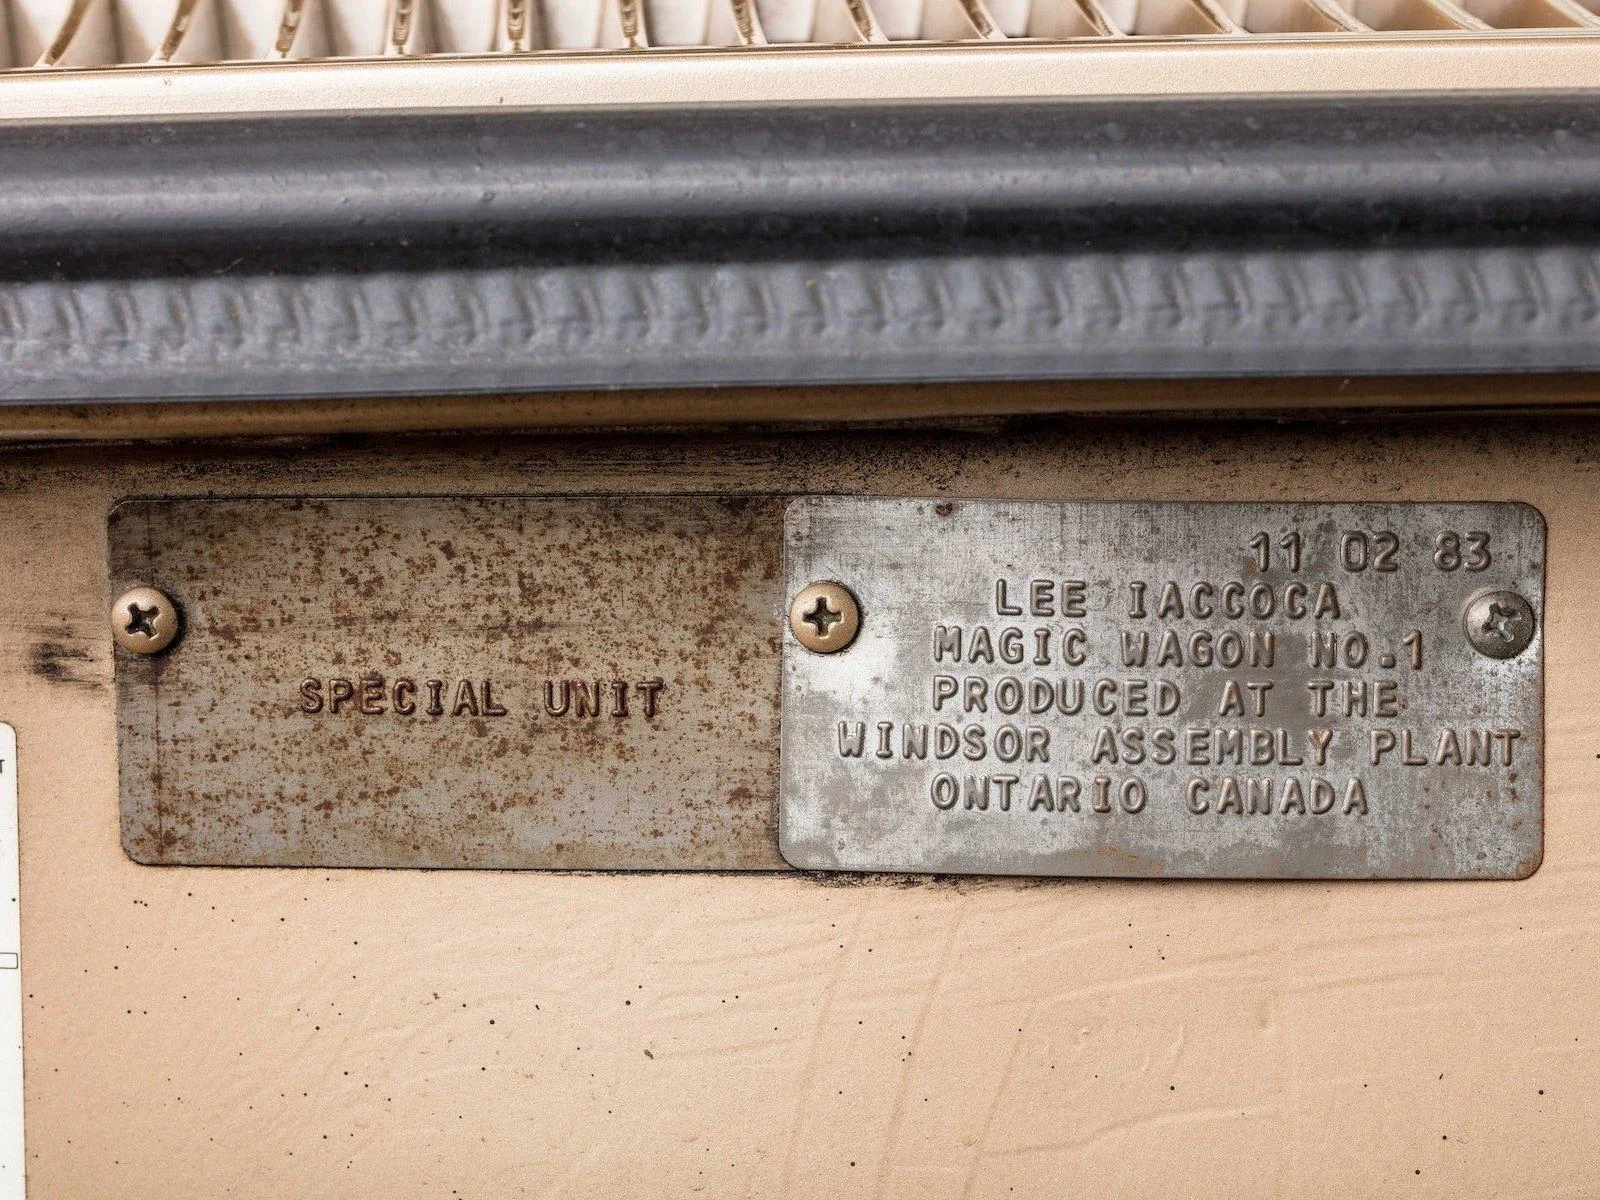 SPECIAL UNIT
11 02 83
LEE IACCOCA
MAGIC WAGON NO.1
PRODUCED AT THE
WINDSOR ASSEMBLY PLANT
ONTARIO CANADA
T